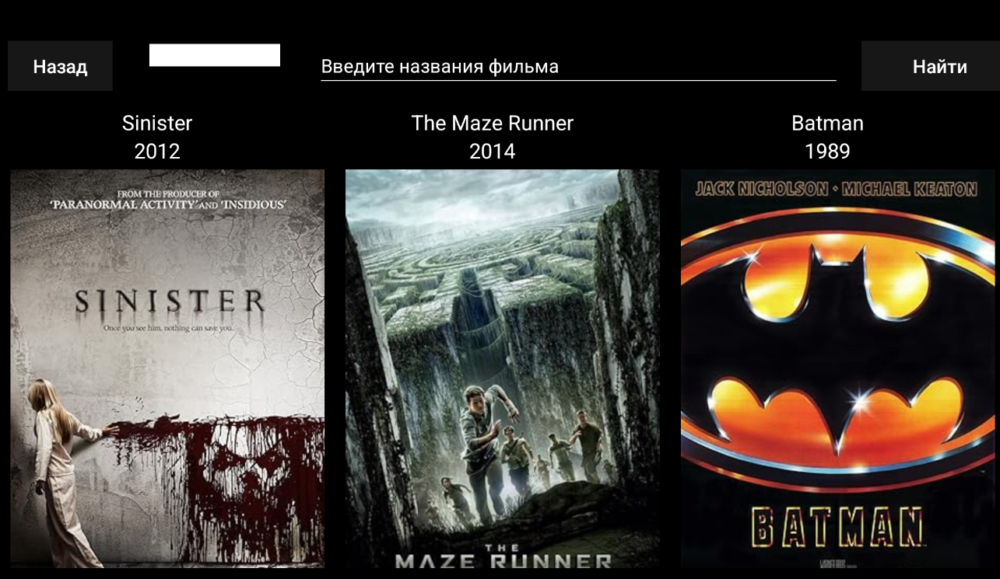 Назад
Введите названия фильма
Найти
Sinister
2012
The Maze Runner
2014
Batman
1989
FROM THE PRODUCER OF
'PARANORMAL ACTIVITY' AND 'INSIDIOUS'
SINISTER
Once you see him, nothing can save you.
THE
MAZE RUNNER
JACK NICHOLSON · MICHAEL KEATON
BATMAN